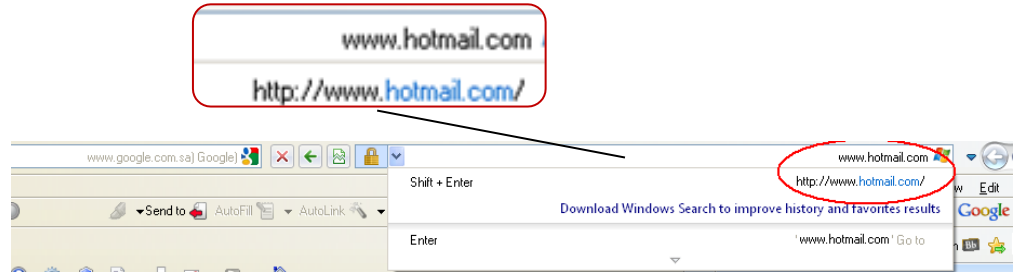 www.hotmail.com
http://www.hotmail.com/
www.google.com.sa) Google)
www.hotmail.com
Shift + Enter
http://www.hotmail.com/
w Edit
Send to AutoFill AutoLink
Download Windows Search to improve history and favorites results
Google
Enter
'www.hotmail.com' Go to
Bb